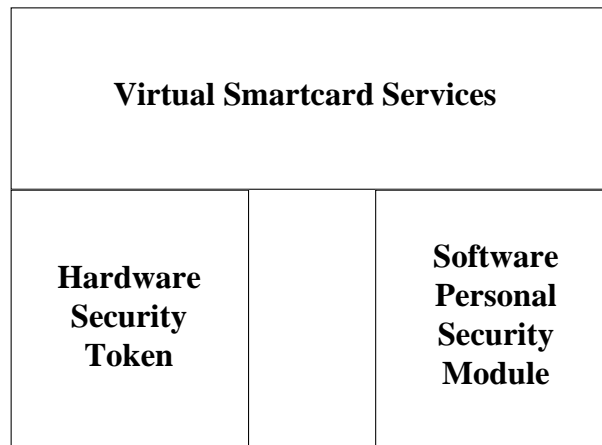 Virtual Smartcard Services
Hardware
Security
Token
Software
Personal
Security
Module